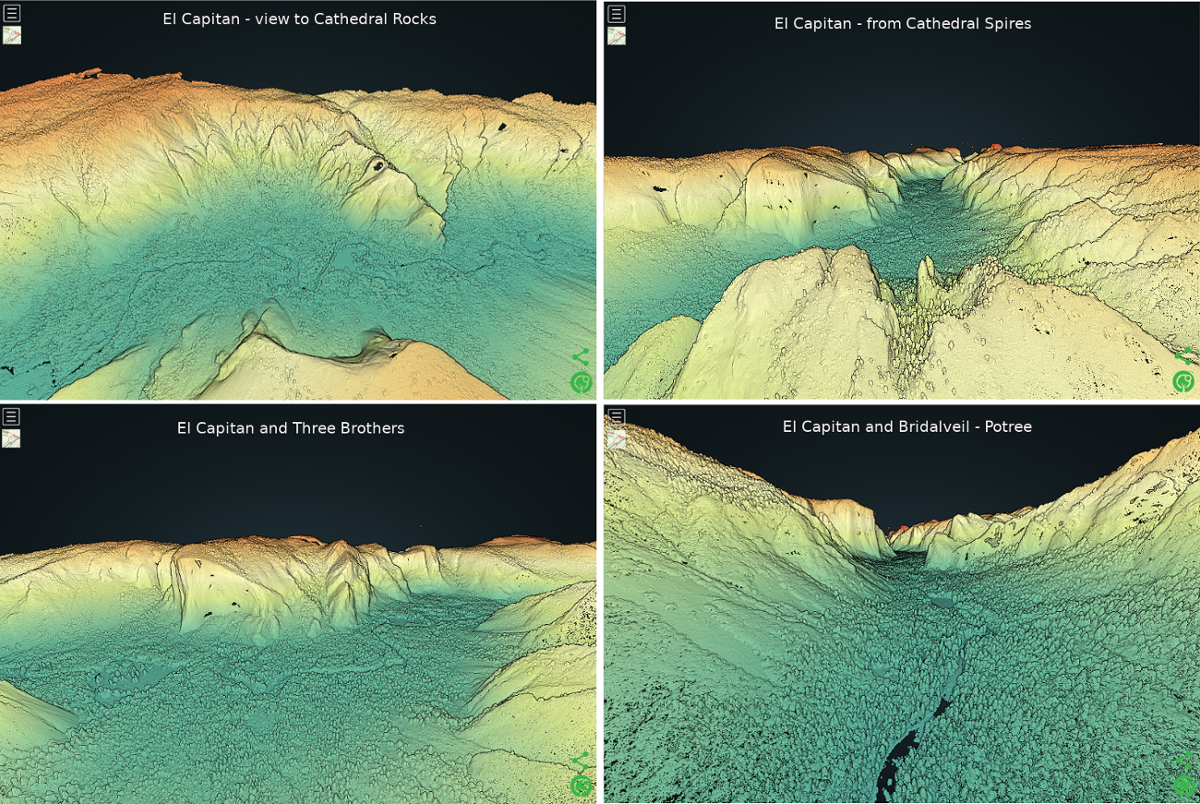 El Capitan - view to Cathedral Rocks
El Capitan - from Cathedral Spires
El Capitan and Three Brothers
El Capitan and Bridalveil - Potree